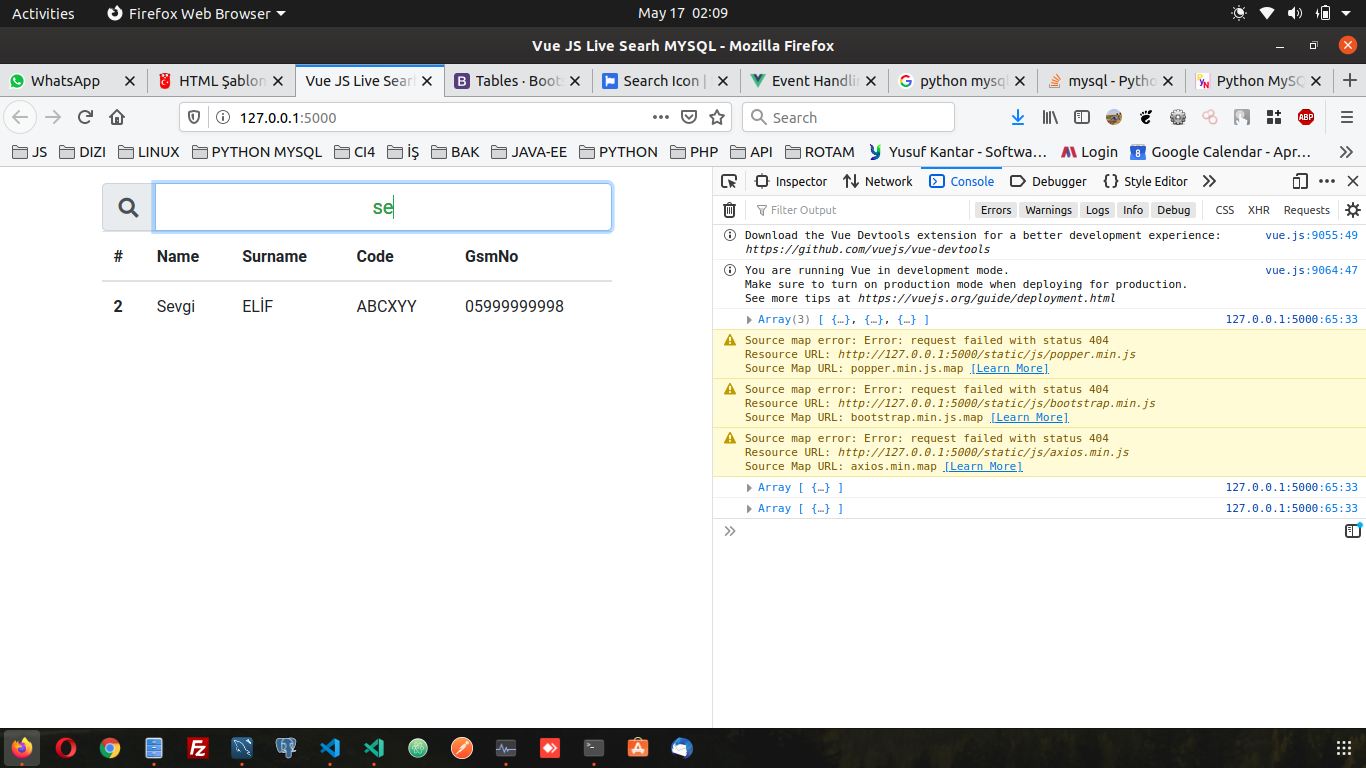 Activities Firefox Web Browser May 17 02:09
Vue JS Live Searh MYSQL - Mozilla Firefox
WhatsApp HTML Şablon Vue JS Live Sear Tables · Boots Search Icon | Event Handli python mysq mysql - Pytho Python MySQ
127.0.0.1:5000 Search ABP
JS DIZI LINUX PYTHON MYSQL CI4 İŞ BAK JAVA-EE PYTHON PHP API ROTAM Yusuf Kantar - Softwa… Login 8 Google Calendar - Apr…
se
# Name Surname Code GsmNo
2 Sevgi ELİF ABCXYY 05999999998
Inspector Network Console Debugger {} Style Editor
Filter Output Errors Warnings Logs Info Debug CSS XHR Requests
Download the Vue Devtools extension for a better development experience: vue.js:9055:49
https://github.com/vuejs/vue-devtools
You are running Vue in development mode. vue.js:9064:47
Make sure to turn on production mode when deploying for production.
See more tips at https://vuejs.org/guide/deployment.html
Array(3) [ {…}, {…}, {…} ] 127.0.0.1:5000:65:33
Source map error: Error: request failed with status 404
Resource URL: http://127.0.0.1:5000/static/js/popper.min.js
Source Map URL: popper.min.js.map [Learn More]
Source map error: Error: request failed with status 404
Resource URL: http://127.0.0.1:5000/static/js/bootstrap.min.js
Source Map URL: bootstrap.min.js.map [Learn More]
Source map error: Error: request failed with status 404
Resource URL: http://127.0.0.1:5000/static/js/axios.min.js
Source Map URL: axios.min.map [Learn More]
Array [ {…} ] 127.0.0.1:5000:65:33
Array [ {…} ] 127.0.0.1:5000:65:33